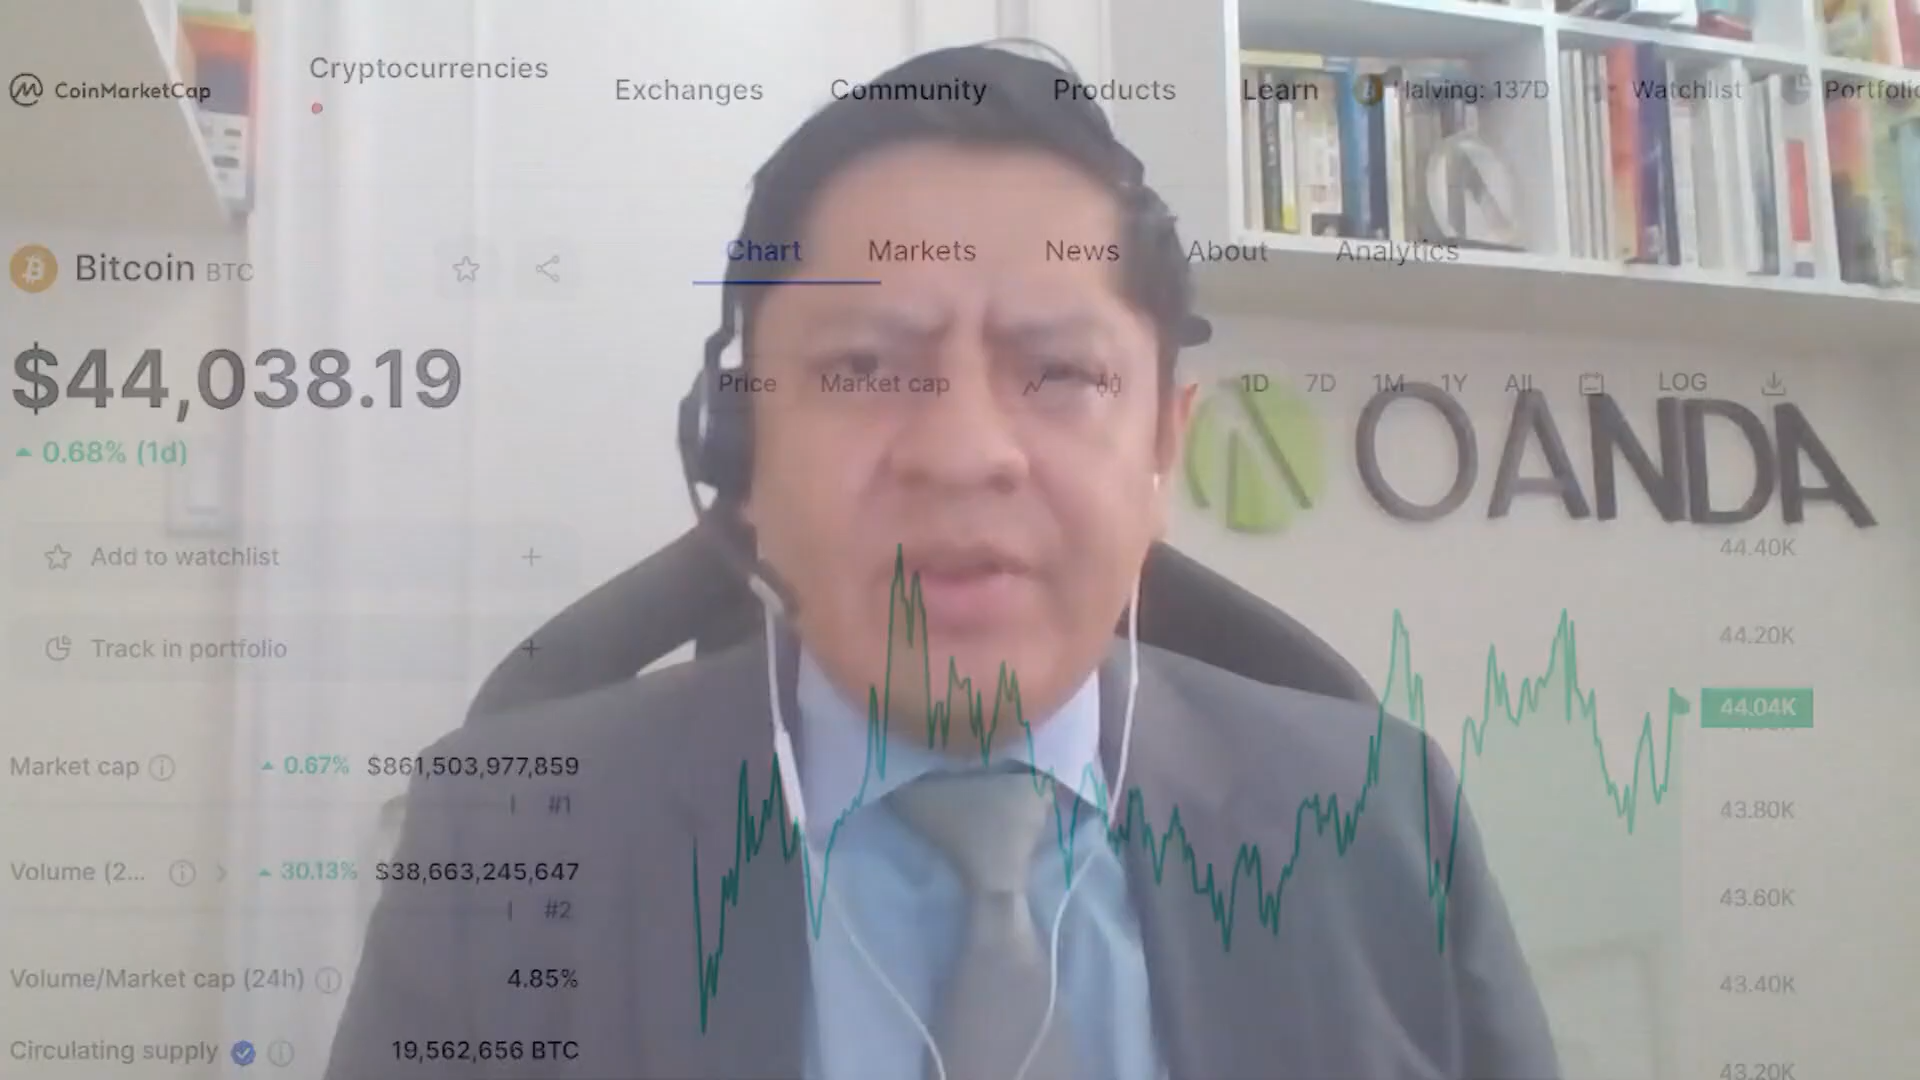 CoinMarketCap
Cryptocurrencies
Exchanges
Community
Products
Learn
Halving: 137D
Watchlist
Portfolio
Bitcoin BTC
Chart
Markets
News
About
Analytics
$44,038.19
0.68% (1d)
Price
Market cap
1D
7D
1M
1Y
All
LOG
OANDA
Add to watchlist
Track in portfolio
44.40K
44.20K
44.04K
43.80K
43.60K
43.40K
43.20K
Market cap
0.67% $861,503,977,859
#1
Volume (2...
30.13% $38,663,245,647
#2
Volume/Market cap (24h)
4.85%
Circulating supply
19,562,656 BTC